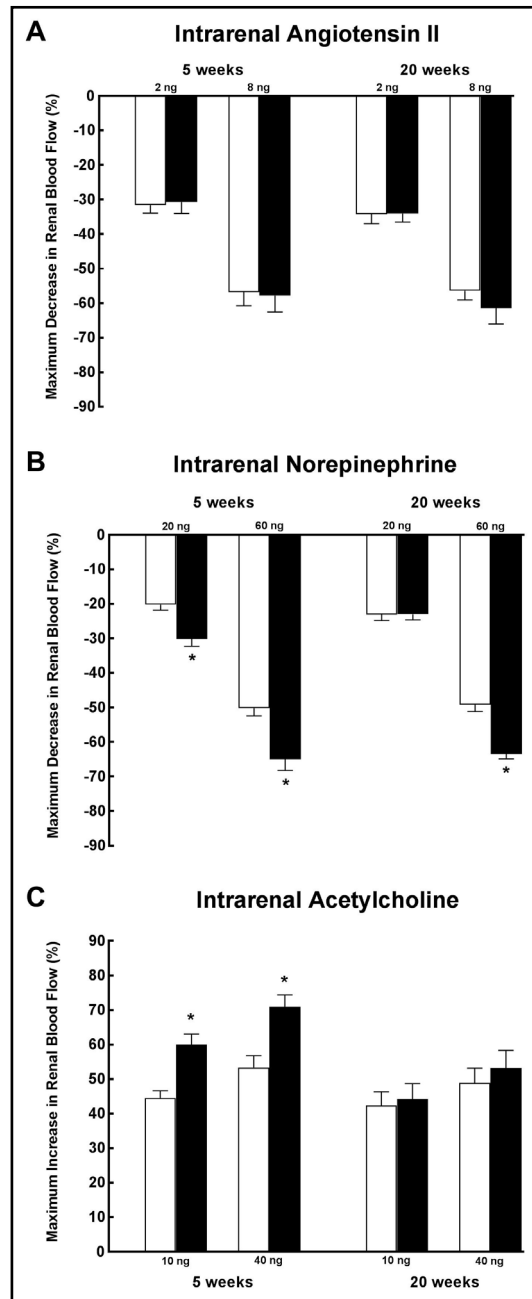 A
Intrarenal Angiotensin II
5 weeks 20 weeks
2 ng 8 ng 2 ng 8 ng
Maximum Decrease in Renal Blood Flow (%)
0
-10
-20
-30
-40
-50
-60
-70
-80
-90
B
Intrarenal Norepinephrine
5 weeks 20 weeks
20 ng 60 ng 20 ng 60 ng
Maximum Decrease in Renal Blood Flow (%)
0
-10
-20
-30
-40
-50
-60
-70
-80
-90
*
*
*
C
Intrarenal Acetylcholine
Maximum Increase in Renal Blood Flow (%)
90
80
70
60
50
40
30
20
10
0
*
*
10 ng 40 ng 10 ng 40 ng
5 weeks 20 weeks